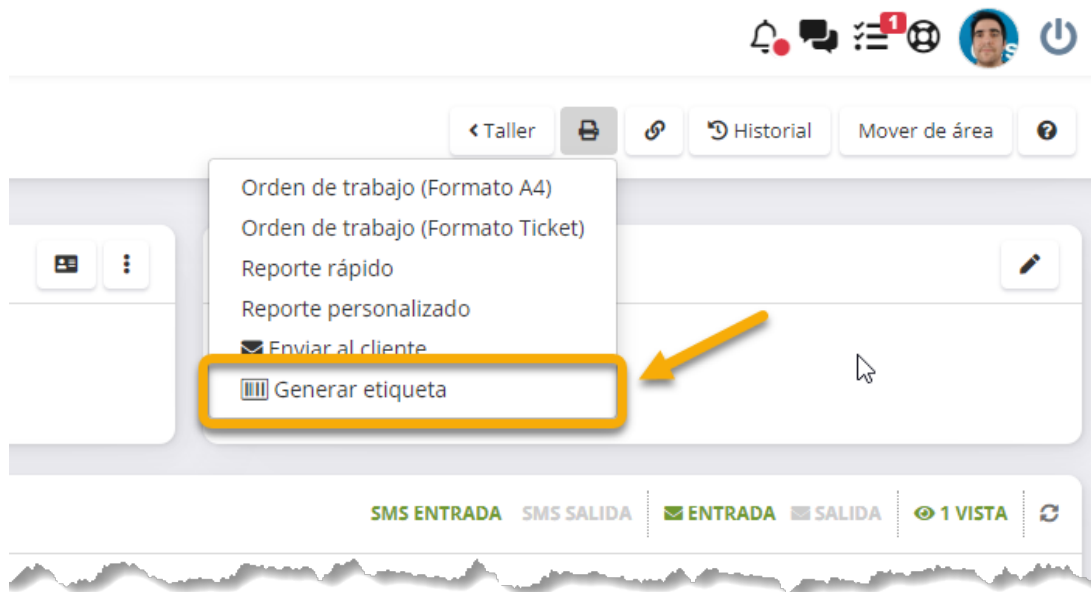 1
Taller
Historial
Mover de área
Orden de trabajo (Formato A4)
Orden de trabajo (Formato Ticket)
Reporte rápido
Reporte personalizado
Enviar al cliente
Generar etiqueta
SMS ENTRADA SMS SALIDA ENTRADA SALIDA 1 VISTA